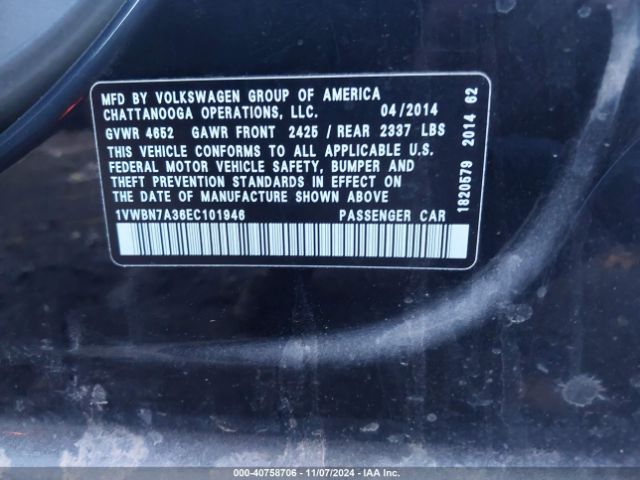 MFD BY VOLKSWAGEN GROUP OF AMERICA
CHATTANOOGA OPERATIONS, LLC. 04/2014
GVWR 4652 GAWR FRONT 2425 / REAR 2337 LBS
THIS VEHICLE CONFORMS TO ALL APPLICABLE U.S.
FEDERAL MOTOR VEHICLE SAFETY, BUMPER AND
THEFT PREVENTION STANDARDS IN EFFECT ON
THE DATE OF MANUFACTURE SHOWN ABOVE
1VWBN7A36EC101946 PASSENGER CAR
1820579 2014 62
000-40758706 - 11/07/2024 - IAA Inc.